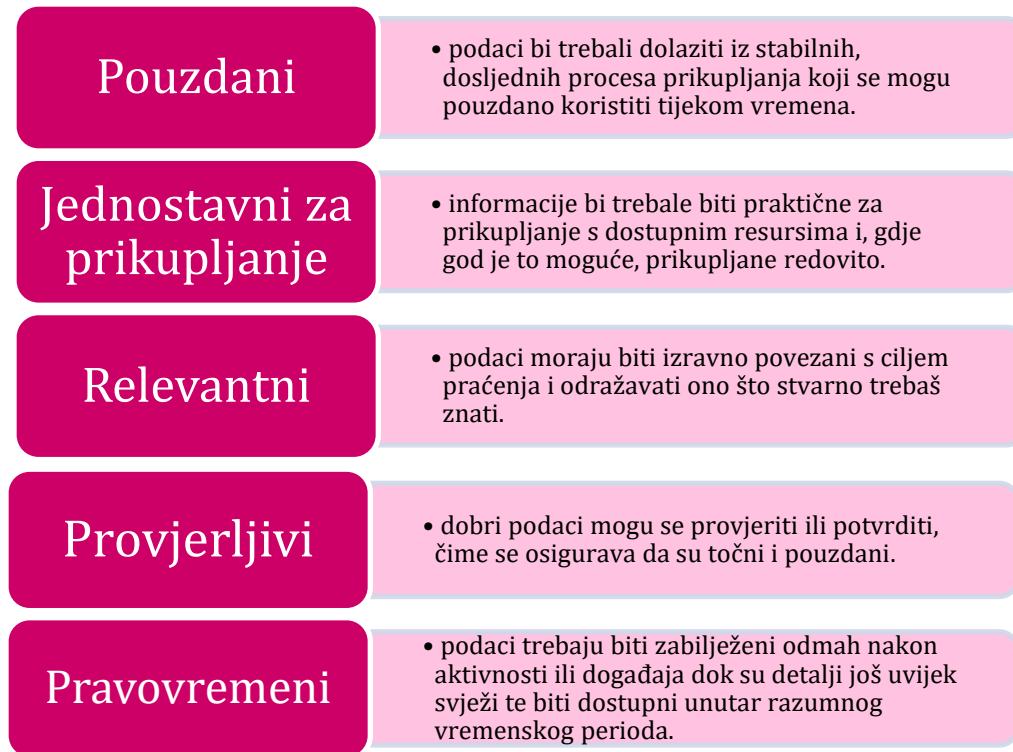 Pouzdani
• podaci bi trebali dolaziti iz stabilnih,
dosljednih procesa prikupljanja koji se mogu
pouzdano koristiti tijekom vremena.
Jednostavni za
prikupljanje
• informacije bi trebale biti praktične za
prikupljanje s dostupnim resursima i, gdje
god je to moguće, prikupljane redovito.
Relevantni
• podaci moraju biti izravno povezani s ciljem
praćenja i odražavati ono što stvarno trebaš
znati.
Provjerljivi
• dobri podaci mogu se provjeriti ili potvrditi,
čime se osigurava da su točni i pouzdani.
Pravovremeni
• podaci trebaju biti zabilježeni odmah nakon
aktivnosti ili događaja dok su detalji još uvijek
svježi te biti dostupni unutar razumnog
vremenskog perioda.